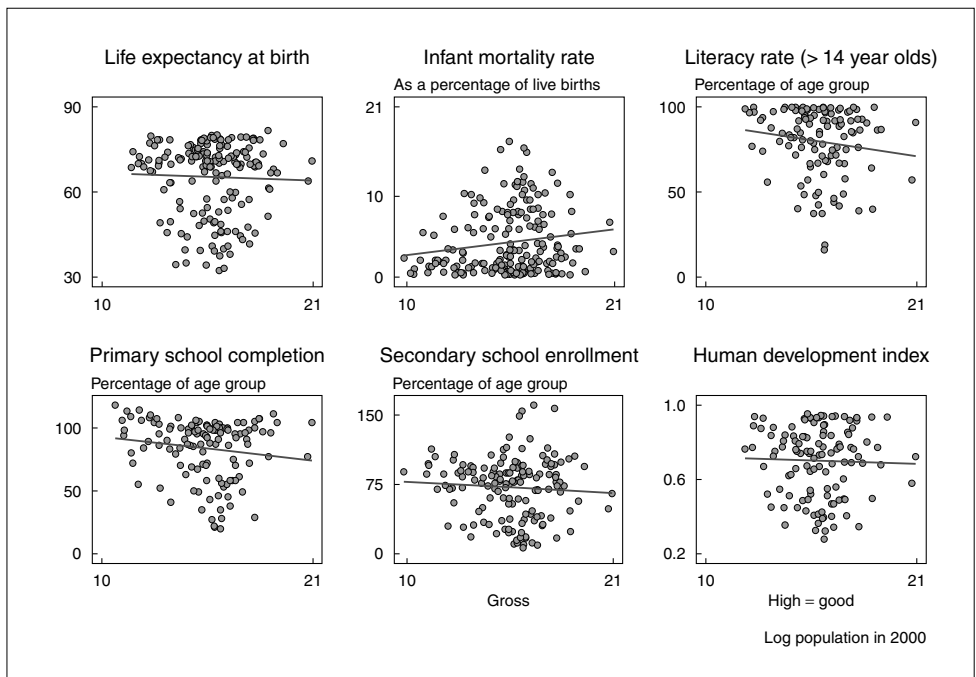 Life expectancy at birth
90
60
30
10
21
Infant mortality rate
As a percentage of live births
21
10
0
10
21
Literacy rate (> 14 year olds)
Percentage of age group
100
50
0
10
21
Primary school completion
Percentage of age group
100
50
0
10
21
Secondary school enrollment
Percentage of age group
150
75
0
10
21
Gross
Human development index
1.0
0.6
0.2
10
21
High = good
Log population in 2000